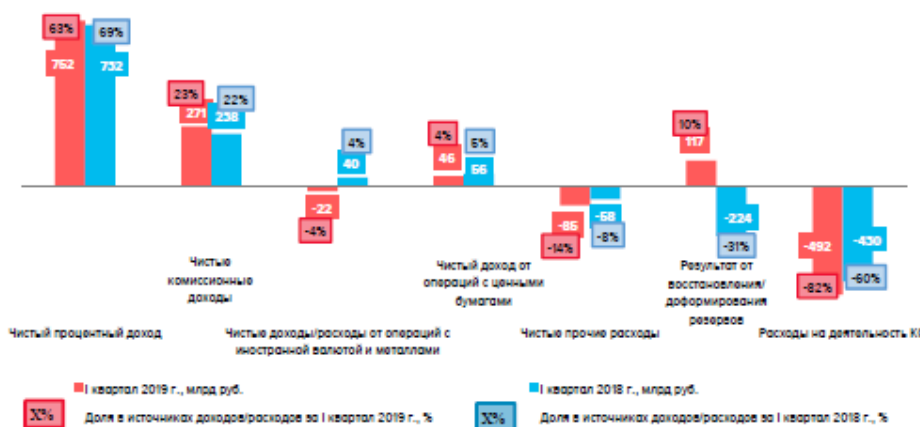 63%
69%
752
732
23%
22%
271
238
4%
40
-22
-4%
4%
5%
46
56
-58
-14%
-8%
10%
117
-224
-31%
-492
-430
-82%
-60%
Чистый процентный доход
Чистые
комиссионные
доходы
Чистые доходы/расходы от операций с
иностранной валютой и металлами
Чистый доход от
операций с ценными
бумагами
Чистые прочие расходы
Результат от
восстановления/
доформирования
резервов
Расходы на деятельность
I квартал 2019 г., млрд руб.
I квартал 2018 г., млрд руб.
X% Доля в источниках доходов/расходов за I квартал 2019 г., %
X% Доля в источниках доходов/расходов за I квартал 2018 г., %